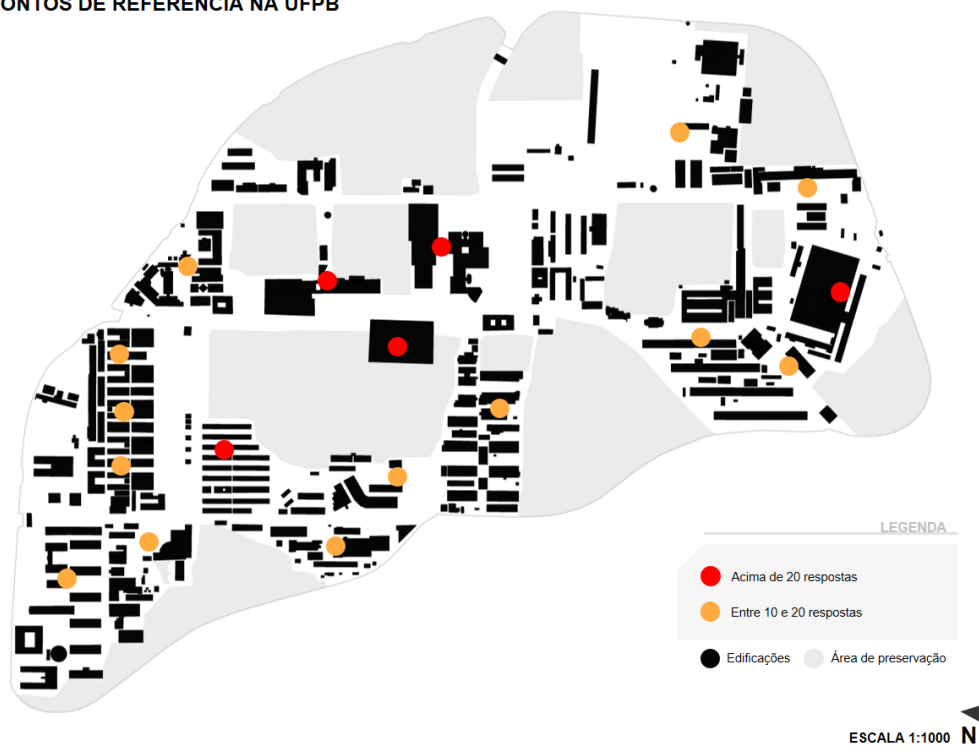 ONTOS DE REFERÊNCIA NA UFPB
LEGENDA
Acima de 20 respostas
Entre 10 e 20 respostas
Edificações
Área de preservação
ESCALA 1:1000
N